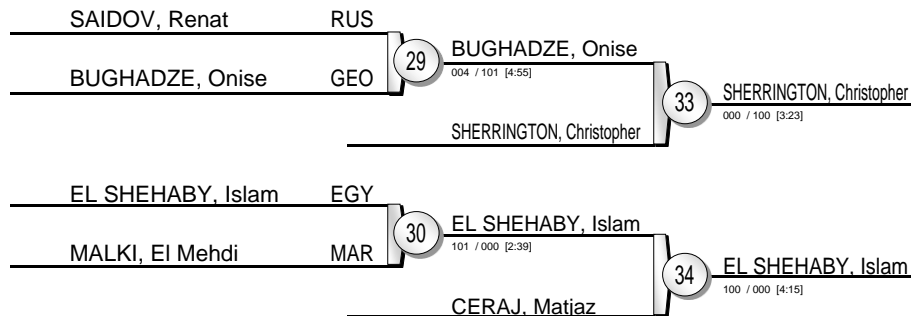 SAIDOV, Renat RUS
BUGHADZE, Onise GEO
29
BUGHADZE, Onise
004 / 101 [4:55]
SHERRINGTON, Christopher
33
SHERRINGTON, Christopher
000 / 100 [3:23]
EL SHEHABY, Islam EGY
MALKI, El Mehdi MAR
30
EL SHEHABY, Islam
101 / 000 [2:39]
CERAJ, Matjaz
34
EL SHEHABY, Islam
100 / 000 [4:15]